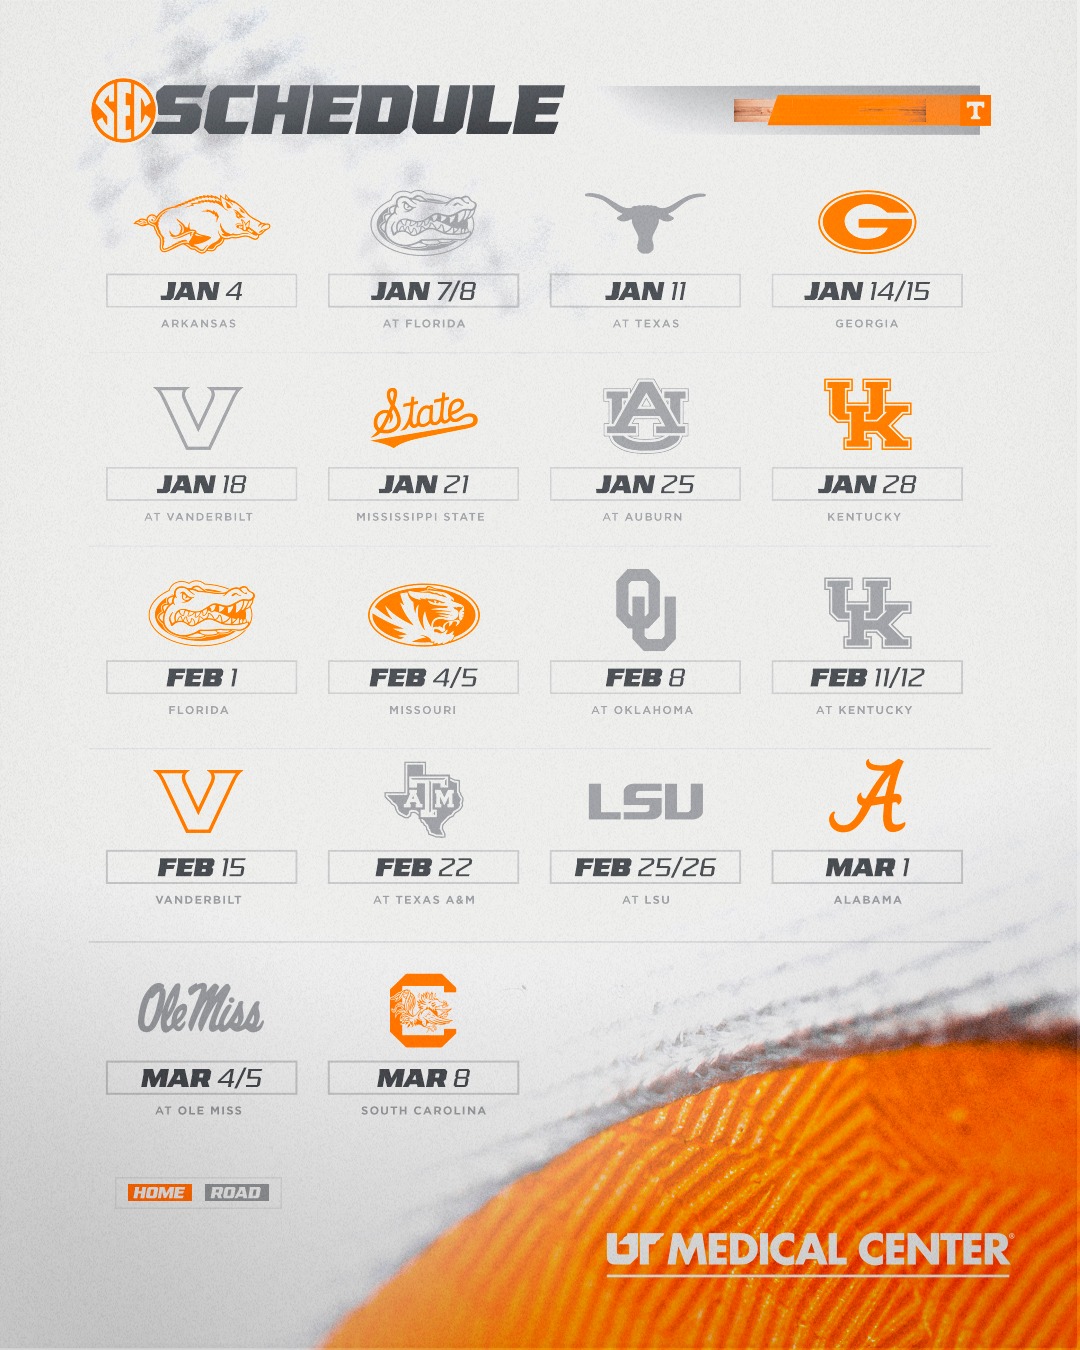 SEC SCHEDULE T
G
JAN 4 JAN 7/8 JAN 11 JAN 14/15
ARKANSAS AT FLORIDA AT TEXAS GEORGIA
V State AU UK
JAN 18 JAN 21 JAN 25 JAN 28
AT VANDERBILT MISSISSIPPI STATE AT AUBURN KENTUCKY
OU UK
FEB 1 FEB 4/5 FEB 8 FEB 11/12
FLORIDA MISSOURI AT OKLAHOMA AT KENTUCKY
V ATM LSU A
FEB 15 FEB 22 FEB 25/26 MAR 1
VANDERBILT AT TEXAS A&M AT LSU ALABAMA
Ole Miss C
MAR 4/5 MAR 8
AT OLE MISS SOUTH CAROLINA
HOME ROAD
UT MEDICAL CENTER®